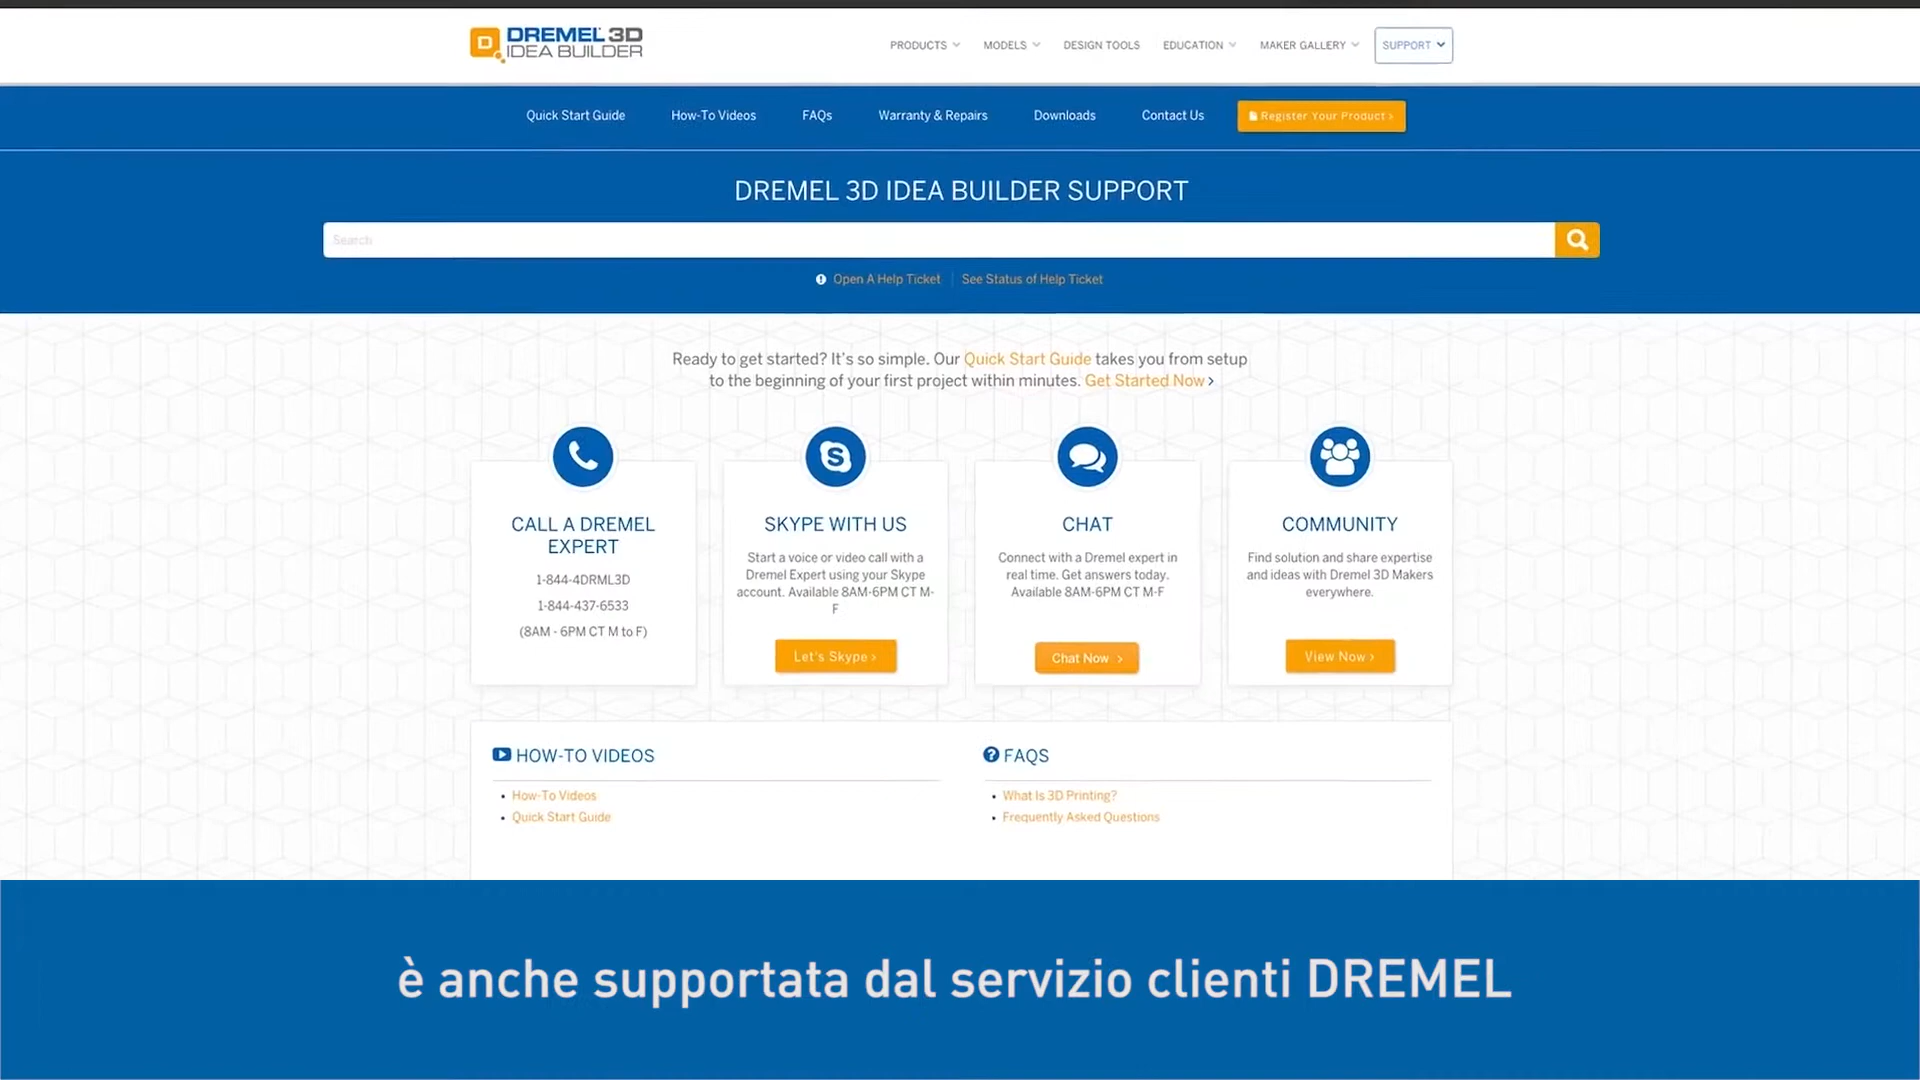 DREMEL 3D
IDEA BUILDER
PRODUCTS
MODELS
DESIGN TOOLS
EDUCATION
MAKER GALLERY
SUPPORT
Quick Start Guide
How-To Videos
FAQs
Warranty & Repairs
Downloads
Contact Us
Register Your Product >
DREMEL 3D IDEA BUILDER SUPPORT
Search
Open A Help Ticket
See Status of Help Ticket
Ready to get started? It's so simple. Our Quick Start Guide takes you from setup
to the beginning of your first project within minutes. Get Started Now >
CALL A DREMEL
EXPERT
1-844-4DRML3D
1-844-437-6533
(8AM - 6PM CT M to F)
SKYPE WITH US
Start a voice or video call with a
Dremel Expert using your Skype
account. Available 8AM-6PM CT M-
F
Let's Skype >
CHAT
Connect with a Dremel expert in
real time. Get answers today.
Available 8AM-6PM CT M-F
Chat Now >
COMMUNITY
Find solution and share expertise
and ideas with Dremel 3D Makers
everywhere.
View Now >
HOW-TO VIDEOS
• How-To Videos
• Quick Start Guide
FAQS
• What Is 3D Printing?
• Frequently Asked Questions
è anche supportata dal servizio clienti DREMEL